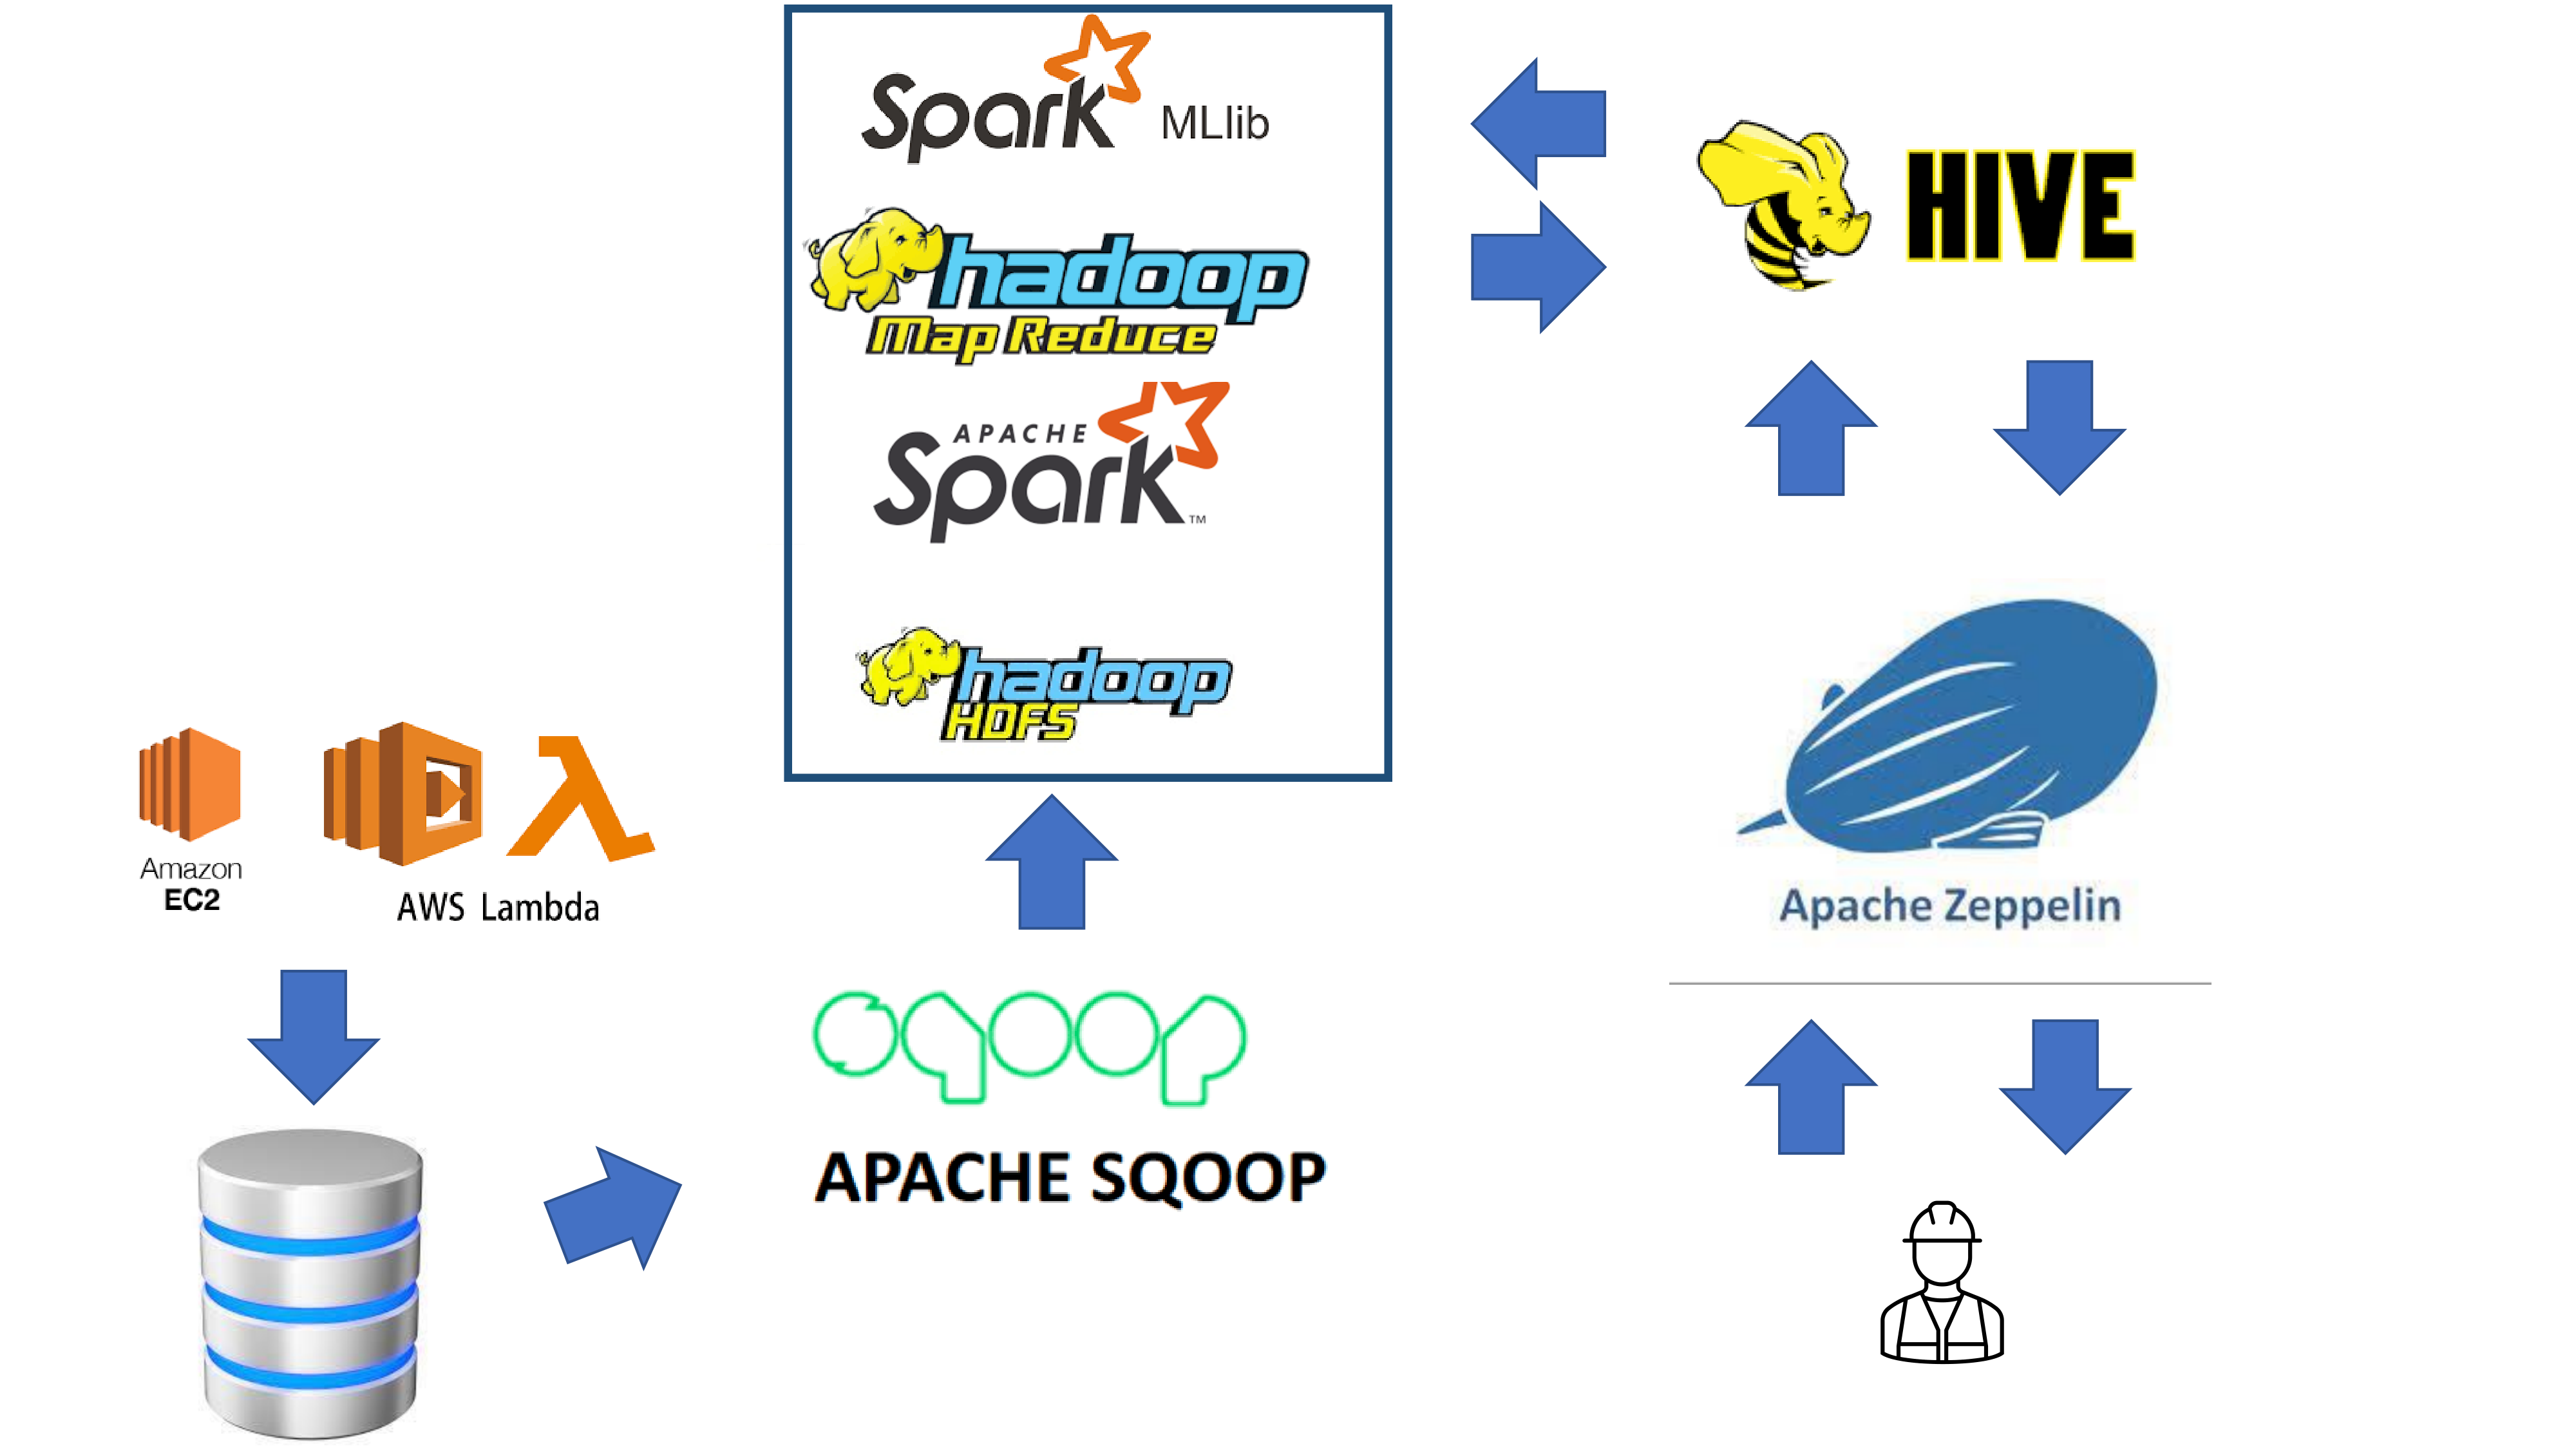 Spark MLlib
hadoop
Map Reduce
APACHE
Spark™
hadoop
HDFS
HIVE
Amazon
EC2
AWS Lambda
sqoop
APACHE SQOOP
Apache Zeppelin